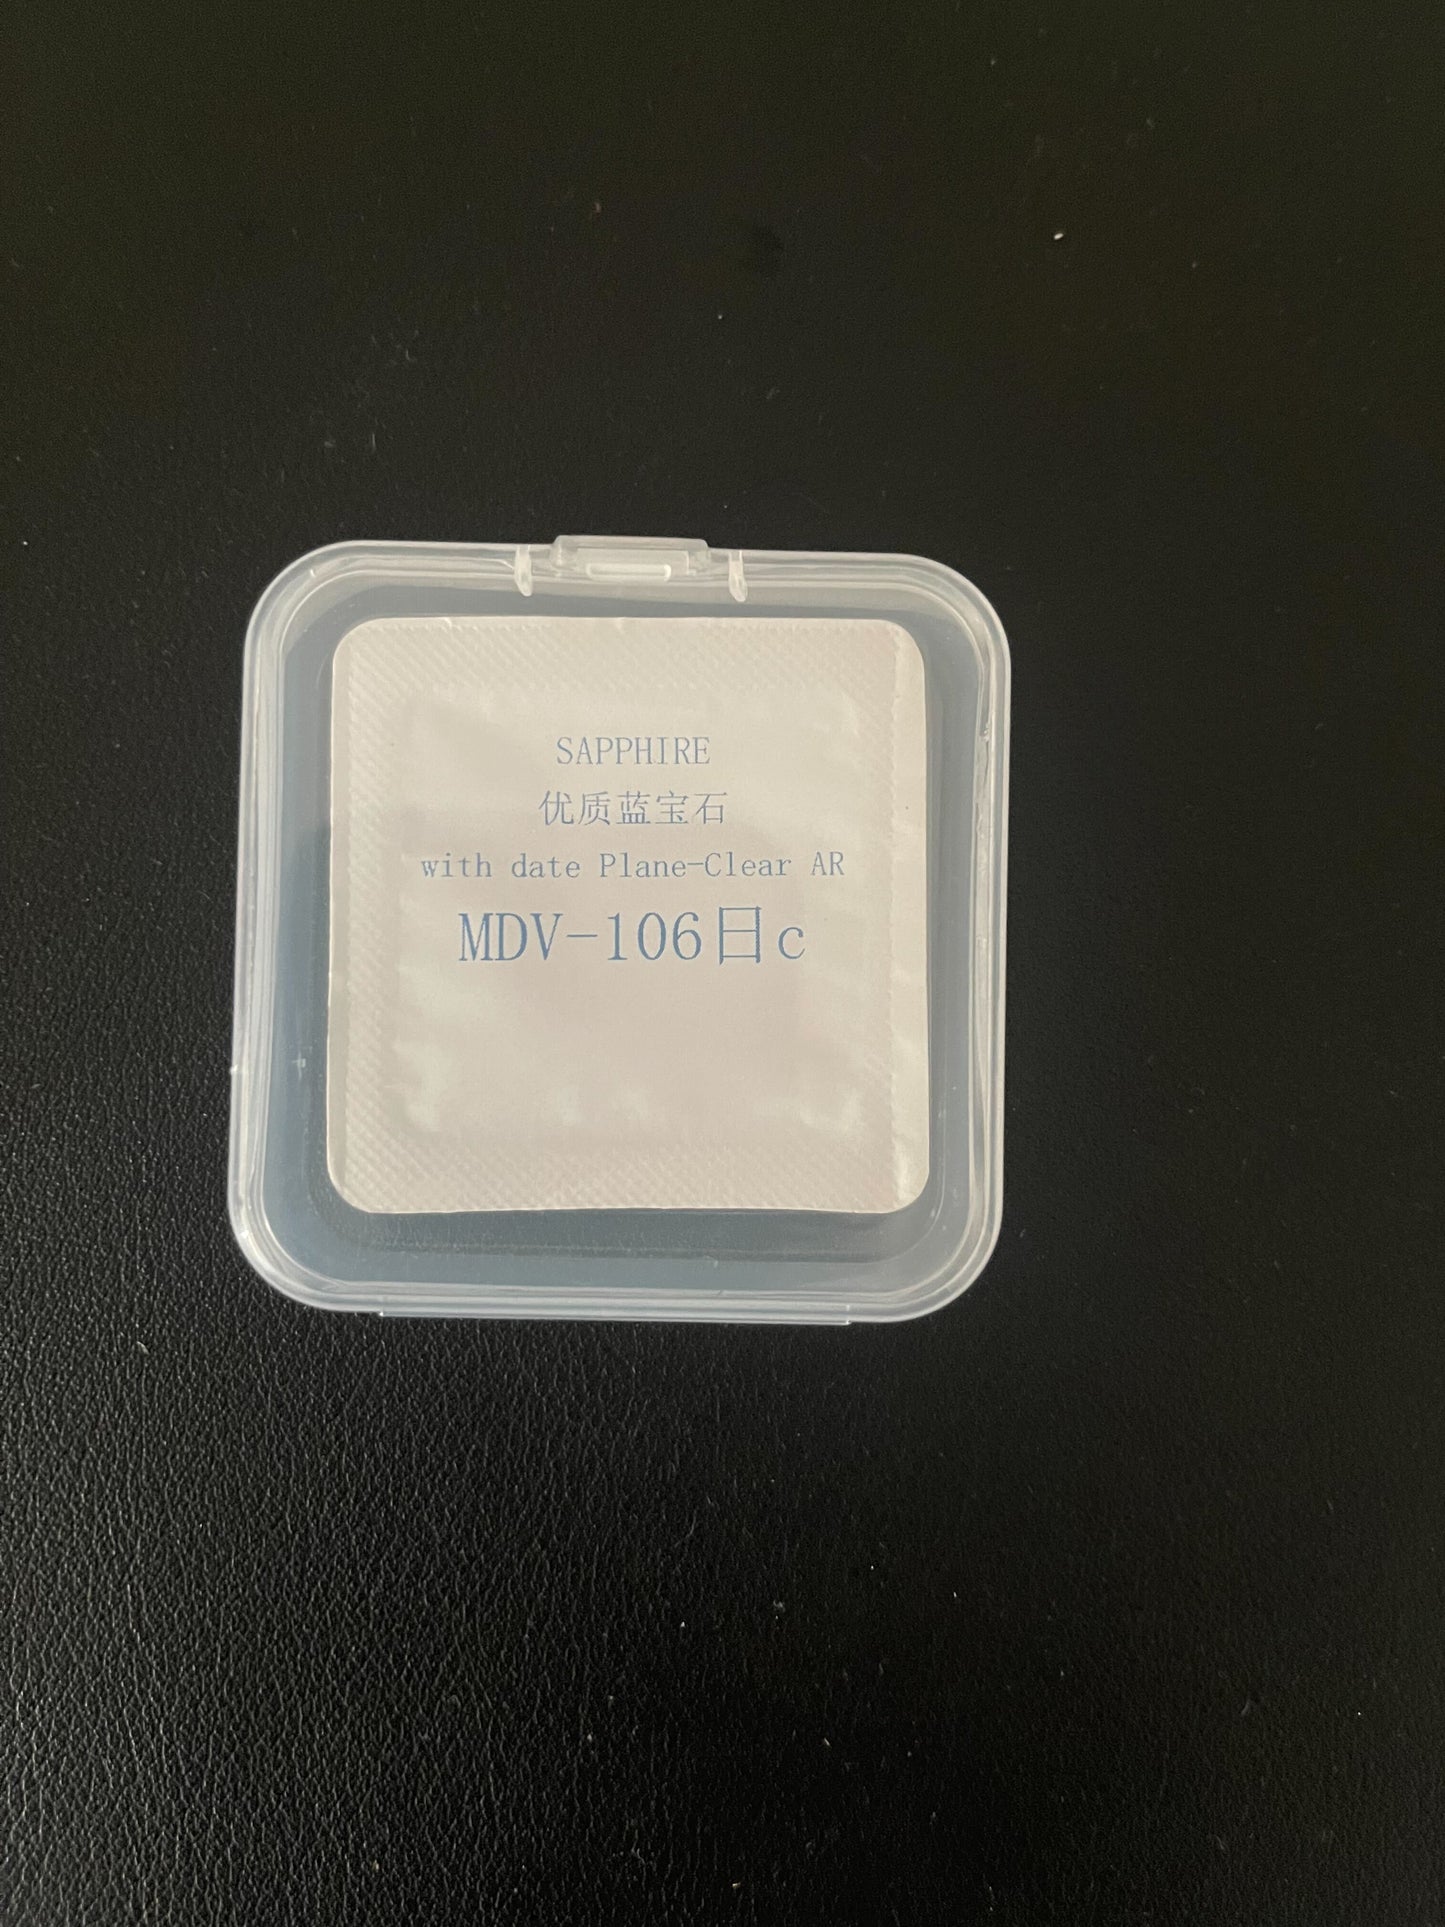 SAPPHIRE
优质蓝宝石
with date Plane-Clear AR
MDV-106日c